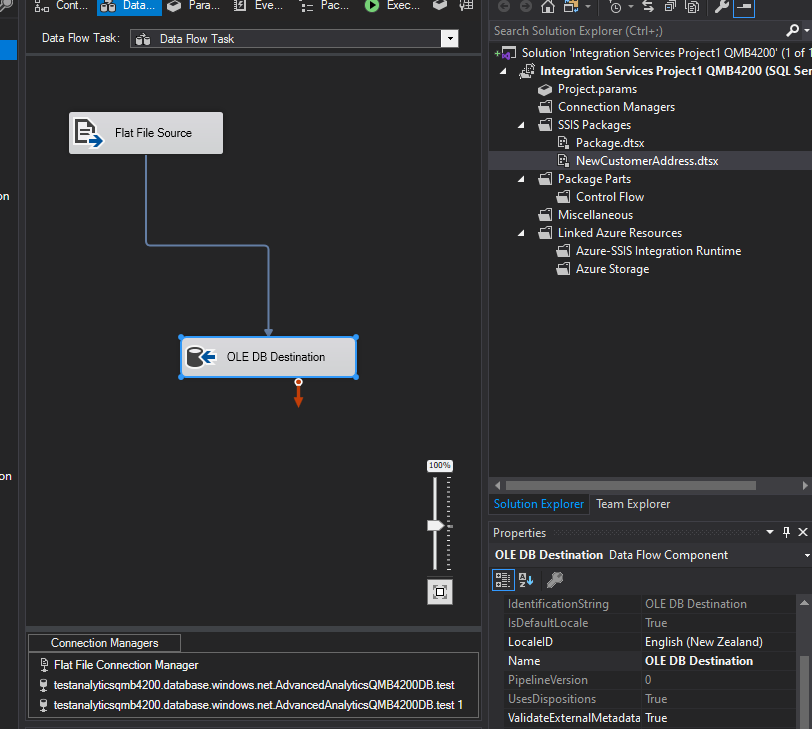 Cont... Data... Para... Eve... Pac... Exec...
Data Flow Task: Data Flow Task
Flat File Source
on
OLE DB Destination
100%
on
Connection Managers
Flat File Connection Manager
testanalyticsqmb4200.database.windows.net.AdvancedAnalyticsQMB4200DB.test
testanalyticsqmb4200.database.windows.net.AdvancedAnalyticsQMB4200DB.test 1
Search Solution Explorer (Ctrl+;)
Solution 'Integration Services Project1 QMB4200' (1 of 1
Integration Services Project1 QMB4200 (SQL Ser
Project.params
Connection Managers
SSIS Packages
Package.dtsx
NewCustomerAddress.dtsx
Package Parts
Control Flow
Miscellaneous
Linked Azure Resources
Azure-SSIS Integration Runtime
Azure Storage
Solution Explorer Team Explorer
Properties
OLE DB Destination Data Flow Component
IdentificationString OLE DB Destination
IsDefaultLocale True
LocaleID English (New Zealand)
Name OLE DB Destination
PipelineVersion 0
UsesDispositions True
ValidateExternalMetadata True